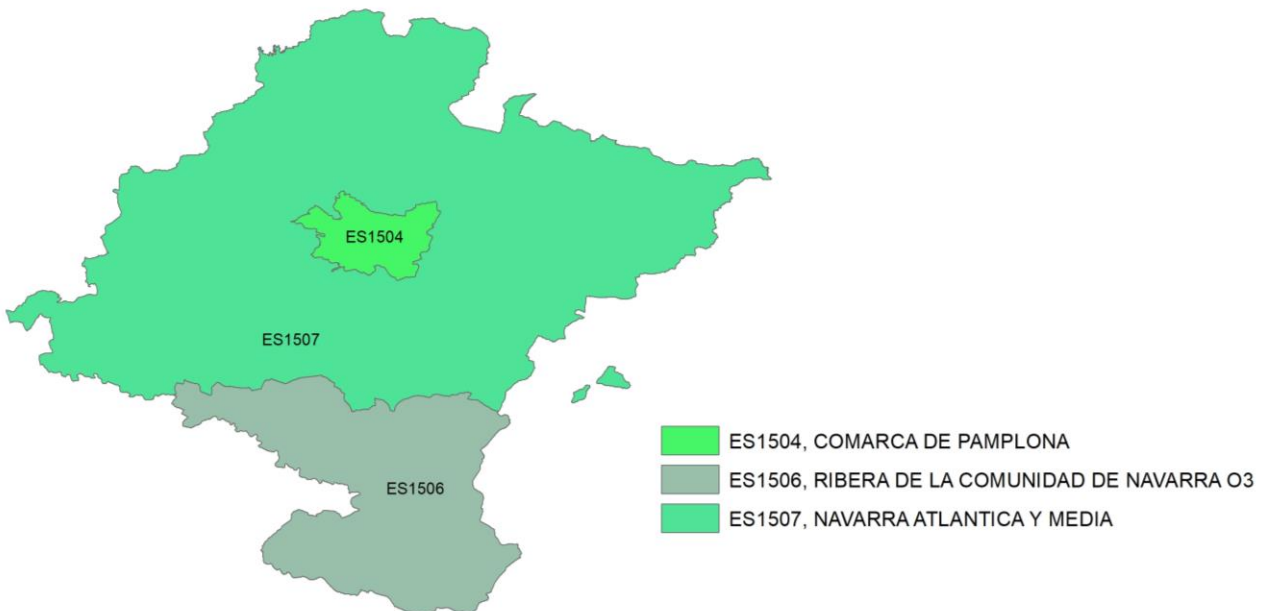 ES1504
ES1507
ES1506
ES1504, COMARCA DE PAMPLONA
ES1506, RIBERA DE LA COMUNIDAD DE NAVARRA O3
ES1507, NAVARRA ATLANTICA Y MEDIA